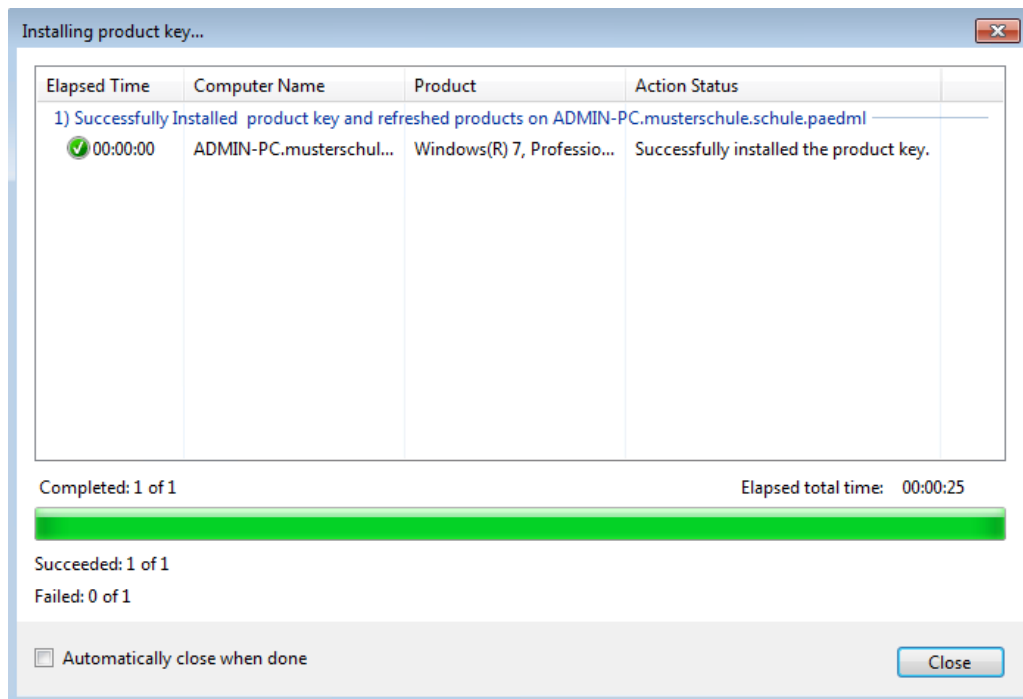 Installing product key...
Elapsed Time Computer Name Product Action Status
1) Successfully Installed product key and refreshed products on ADMIN-PC.musterschule.schule.paedml
00:00:00 ADMIN-PC.musterschul... Windows(R) 7, Professio... Successfully installed the product key.
Completed: 1 of 1 Elapsed total time: 00:00:25
Succeeded: 1 of 1
Failed: 0 of 1
Automatically close when done Close